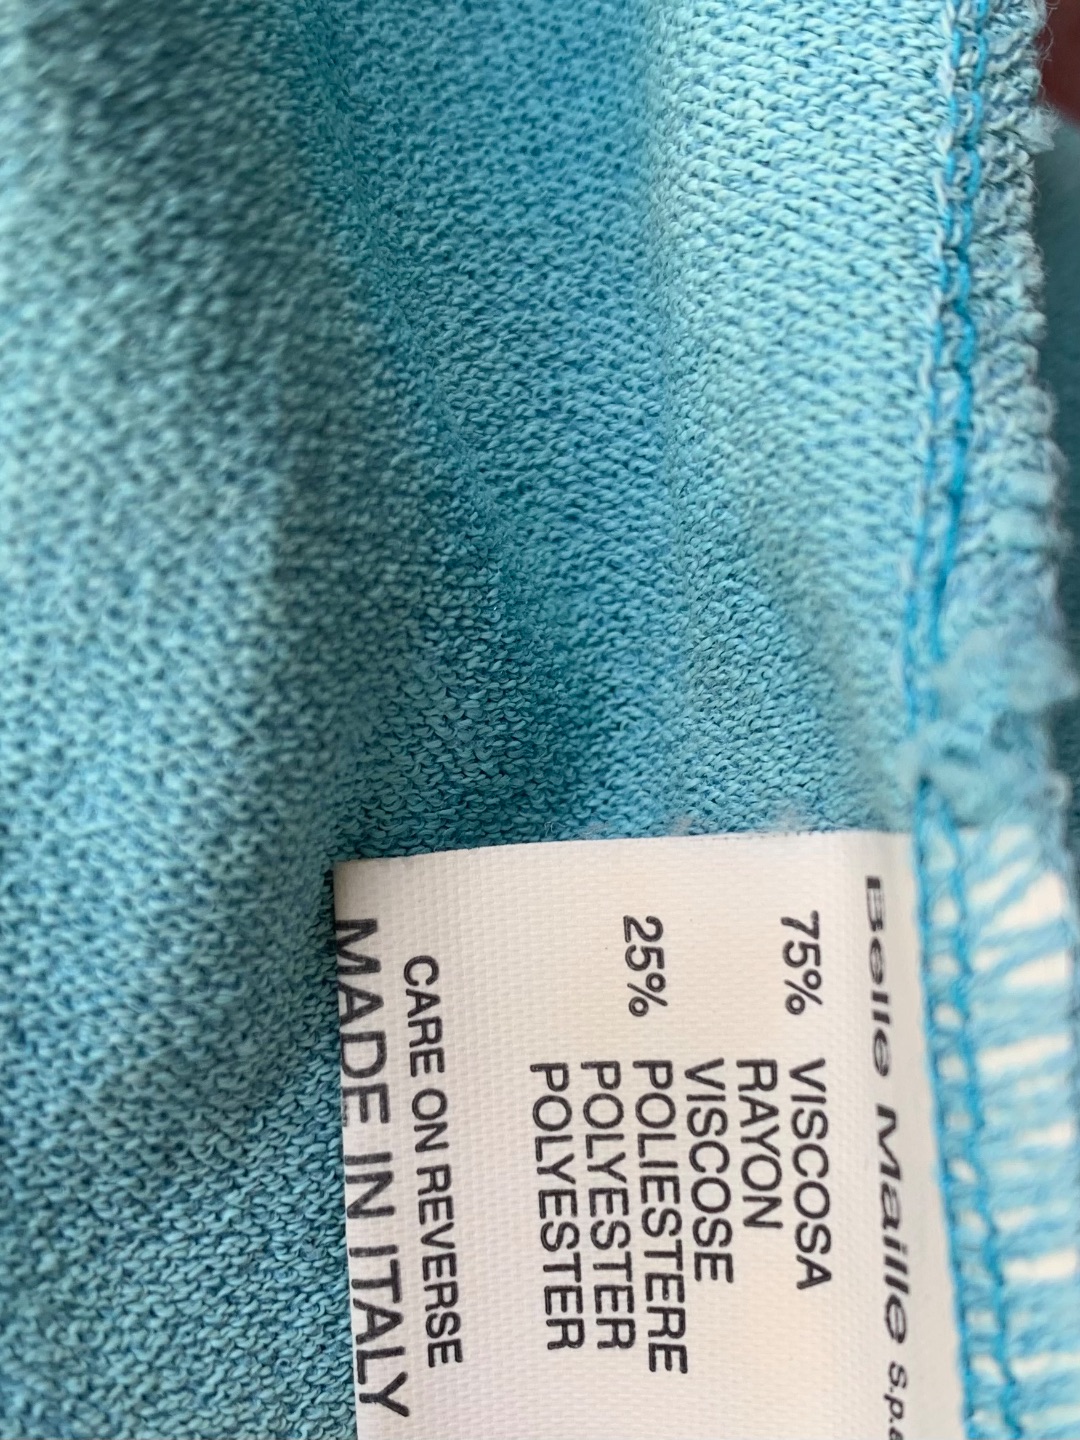 Belle Maille
75% VISCOSA
RAYON
VISCOSE
25% POLIESTERE
POLYESTER
POLYESTER
CARE ON REVERSE
MADE IN ITALY